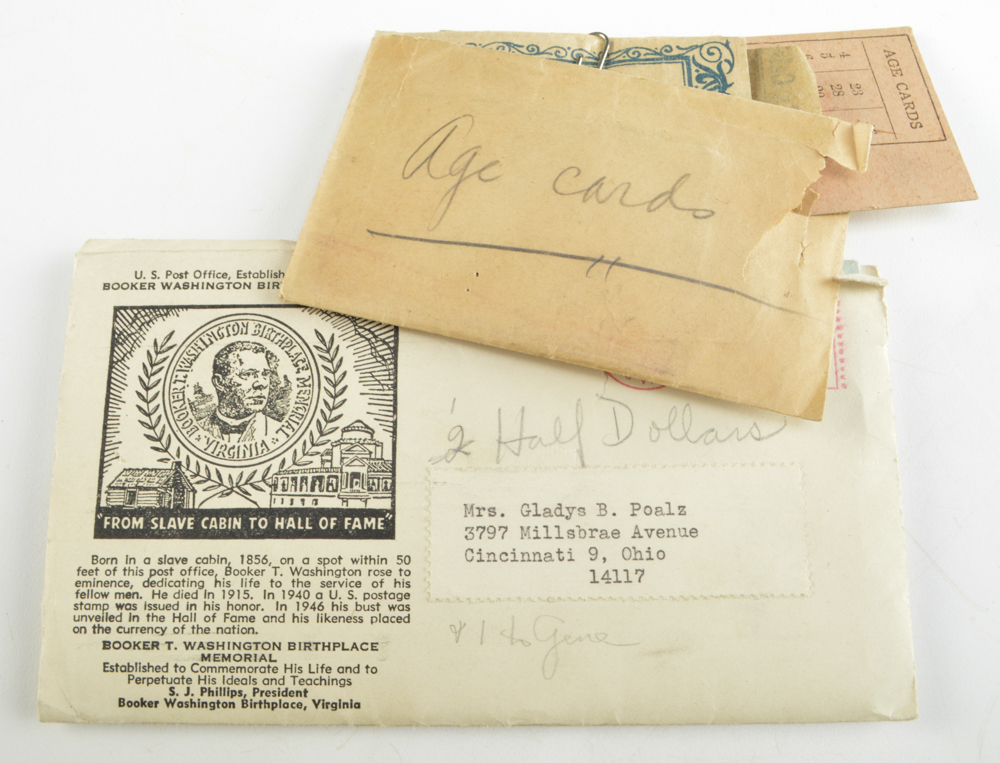 Age cards
AGE CARDS
4
23
28
U. S. Post Office, Establish
BOOKER WASHINGTON BIR
BOOKER T. WASHINGTON BIRTHPLACE MEMORIAL
VIRGINIA
"FROM SLAVE CABIN TO HALL OF FAME"
Born in a slave cabin, 1856, on a spot within 50
feet of this post office, Booker T. Washington rose to
eminence, dedicating his life to the service of his
fellow men. He died in 1915. In 1940 a U. S. postage
stamp was issued in his honor. In 1946 his bust was
unveiled in the Hall of Fame and his likeness placed
on the currency of the nation.
BOOKER T. WASHINGTON BIRTHPLACE
MEMORIAL
Established to Commemorate His Life and to
Perpetuate His Ideals and Teachings
S. J. Phillips, President
Booker Washington Birthplace, Virginia
2 Half Dollars
Mrs. Gladys B. Poalz
3797 Millsbrae Avenue
Cincinnati 9, Ohio
14117
& 1 to Gene